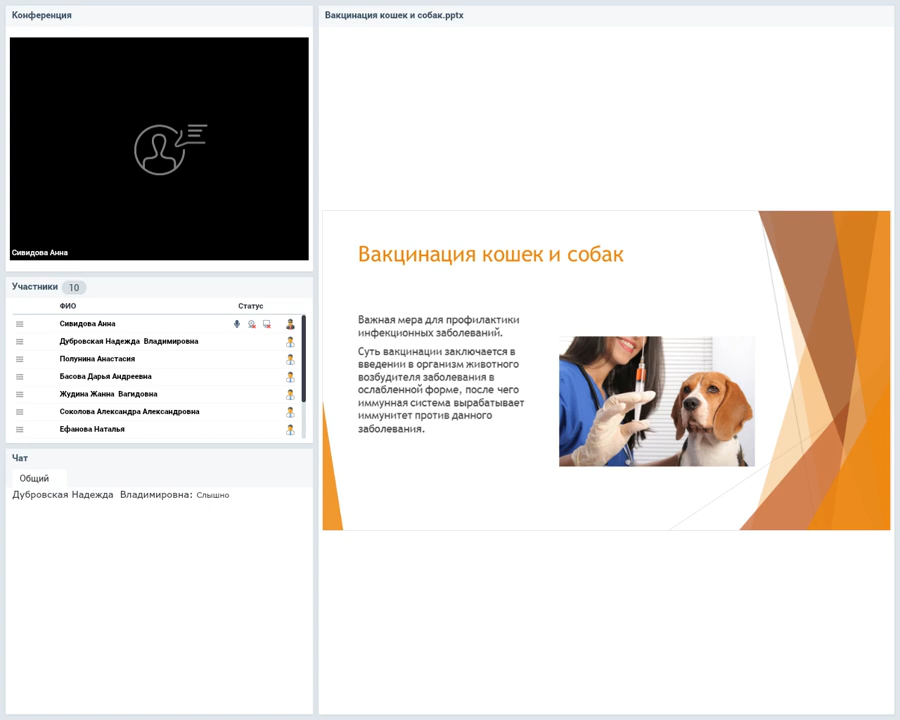 Конференция
Сивидова Анна
Участники 10
ФИО Статус
Сивидова Анна
Дубровская Надежда Владимировна
Полунина Анастасия
Басова Дарья Андреевна
Жудина Жанна Вагидовна
Соколова Александра Александровна
Ефанова Наталья
Чат
Общий
Дубровская Надежда Владимировна: Слышно
Вакцинация кошек и собак.pptx
Вакцинация кошек и собак
Важная мера для профилактики
инфекционных заболеваний.
Суть вакцинации заключается в
введении в организм животного
возбудителя заболевания в
ослабленной форме, после чего
иммунная система вырабатывает
иммунитет против данного
заболевания.